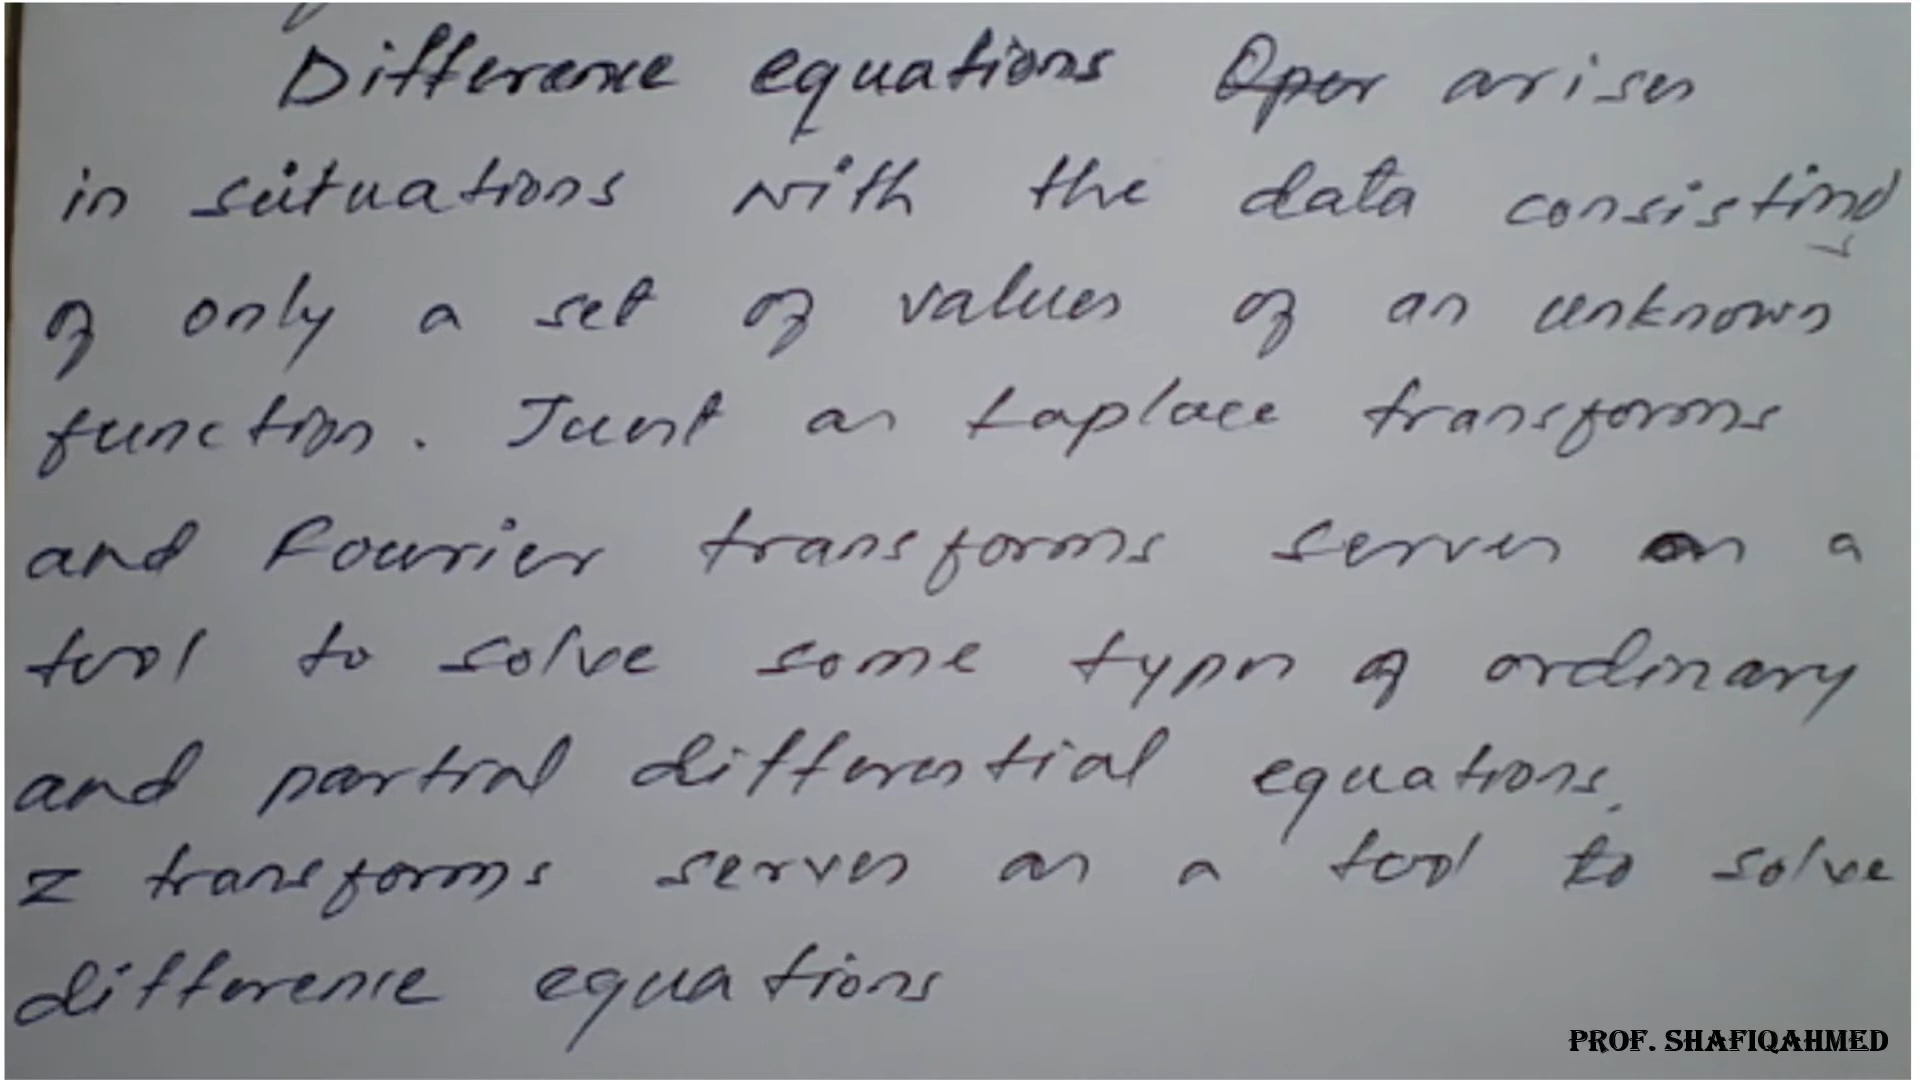 Difference equations Oper arises
in situations with the data consisting
of only a set of values of an unknown
function. Just as Laplace transforms
and Fourier transforms serves as a
tool to solve some types of ordinary
and partial differential equations,
Z transforms serves as a tool to solve
difference equations
PROF. SHAFIQAHMED